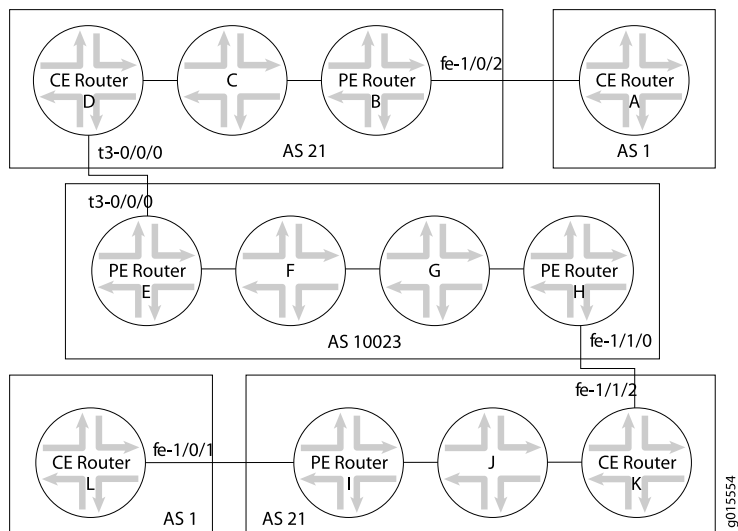 fe-1/0/2
CE Router
D
C
PE Router
B
CE Router
A
t3-0/0/0
AS 21
AS 1
t3-0/0/0
PE Router
E
F
G
PE Router
H
AS 10023
fe-1/1/0
fe-1/1/2
CE Router
L
fe-1/0/1
PE Router
I
J
CE Router
K
AS 1
AS 21
g015554